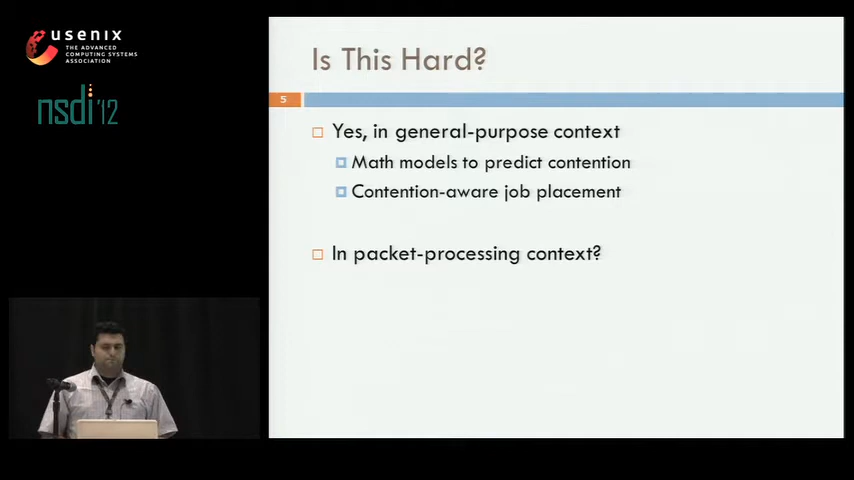 usenix
THE ADVANCED
COMPUTING SYSTEMS
ASSOCIATION
nsdi '12
Is This Hard?
5
Yes, in general-purpose context
Math models to predict contention
Contention-aware job placement
In packet-processing context?